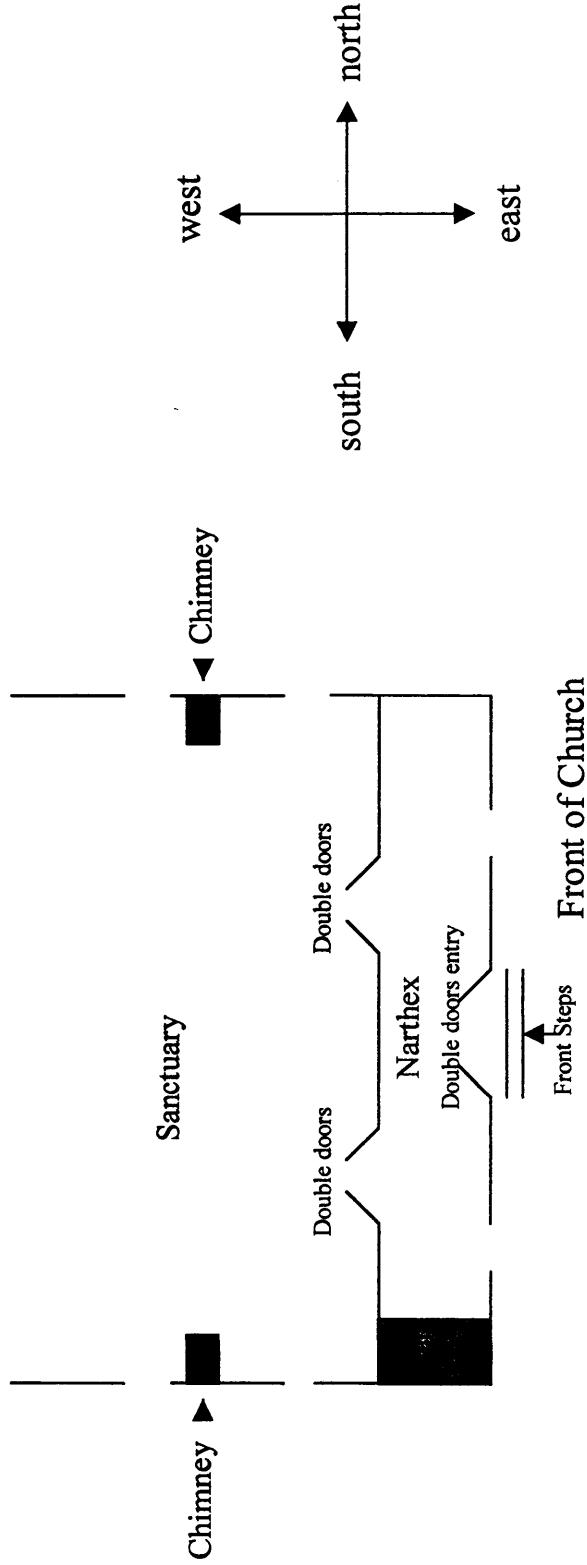 Chimney
Chimney
Sanctuary
Double doors
Double doors
Narthex
Double doors entry
Front Steps
Front of Church
west
south
north
east